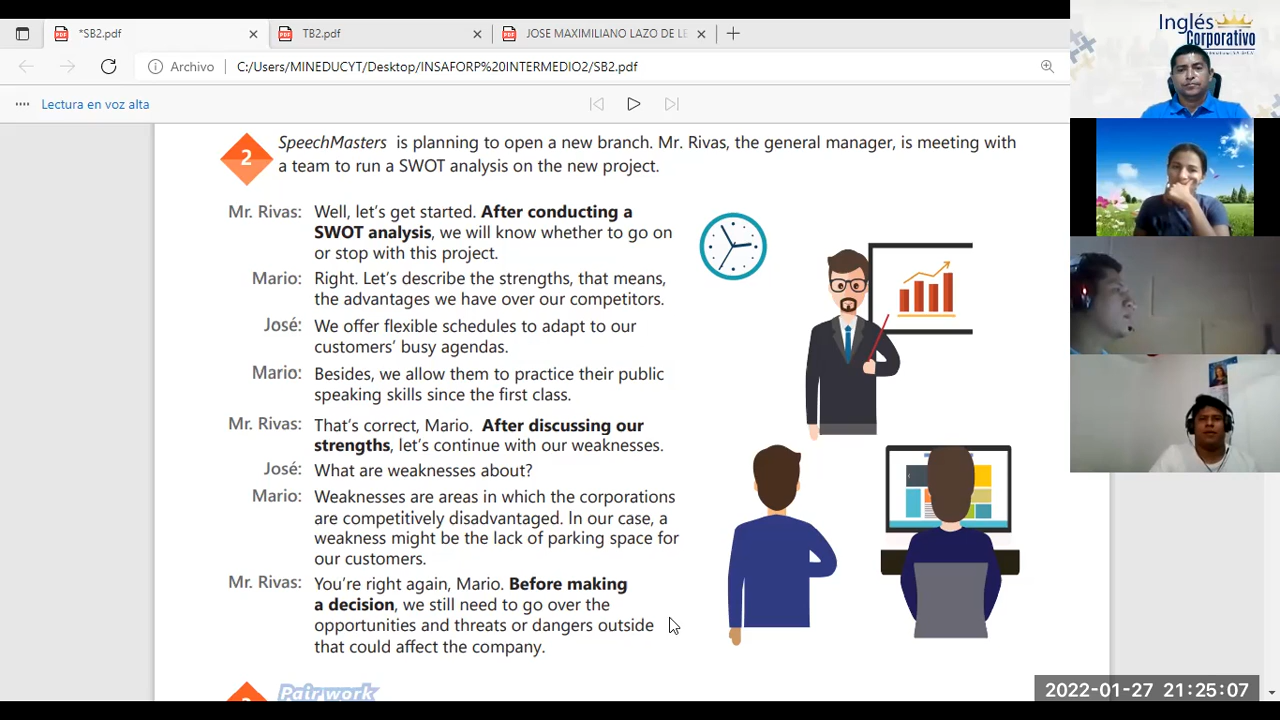 *SB2.pdf
TB2.pdf
JOSE MAXIMILIANO LAZO DE LE
Archivo
C:/Users/MINEDUCYT/Desktop/INSAFORP%20INTERMEDIO2/SB2.pdf
Lectura en voz alta
Inglés
Corporativo
2
SpeechMasters is planning to open a new branch. Mr. Rivas, the general manager, is meeting with
a team to run a SWOT analysis on the new project.
Mr. Rivas: Well, let's get started. After conducting a
SWOT analysis, we will know whether to go on
or stop with this project.
Mario: Right. Let's describe the strengths, that means,
the advantages we have over our competitors.
José: We offer flexible schedules to adapt to our
customers' busy agendas.
Mario: Besides, we allow them to practice their public
speaking skills since the first class.
Mr. Rivas: That's correct, Mario. After discussing our
strengths, let's continue with our weaknesses.
José: What are weaknesses about?
Mario: Weaknesses are areas in which the corporations
are competitively disadvantaged. In our case, a
weakness might be the lack of parking space for
our customers.
Mr. Rivas: You're right again, Mario. Before making
a decision, we still need to go over the
opportunities and threats or dangers outside
that could affect the company.
Pair work
2022-01-27 21:25:07